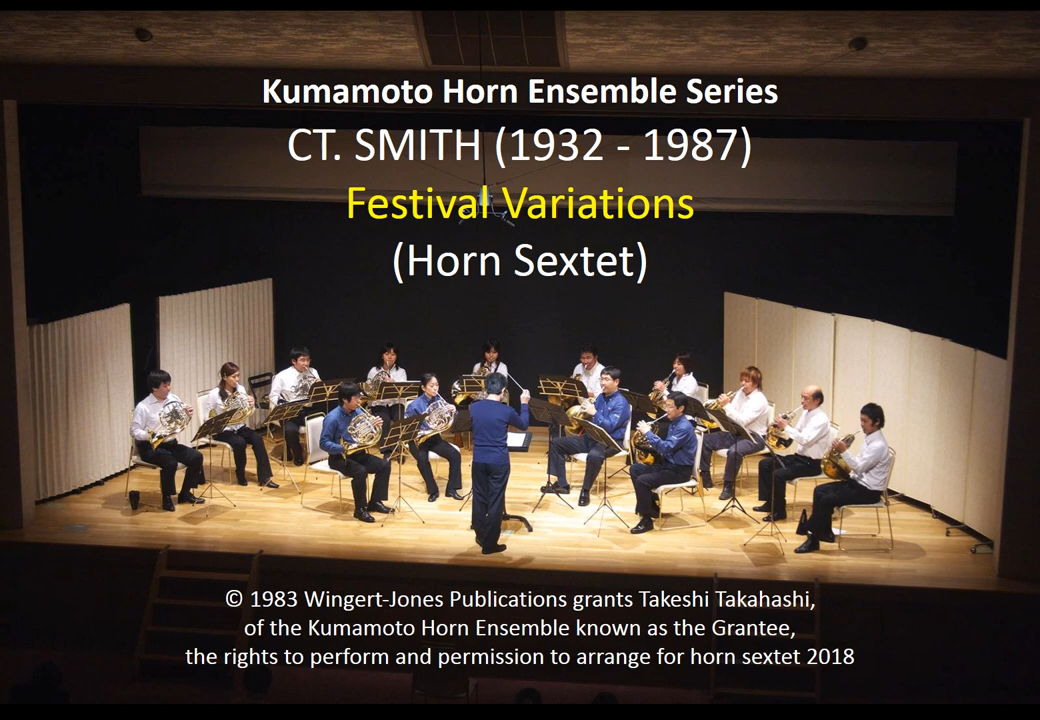 Kumamoto Horn Ensemble Series
CT. SMITH (1932 - 1987)
Festival Variations
(Horn Sextet)
© 1983 Wingert-Jones Publications grants Takeshi Takahashi,
of the Kumamoto Horn Ensemble known as the Grantee,
the rights to perform and permission to arrange for horn sextet 2018